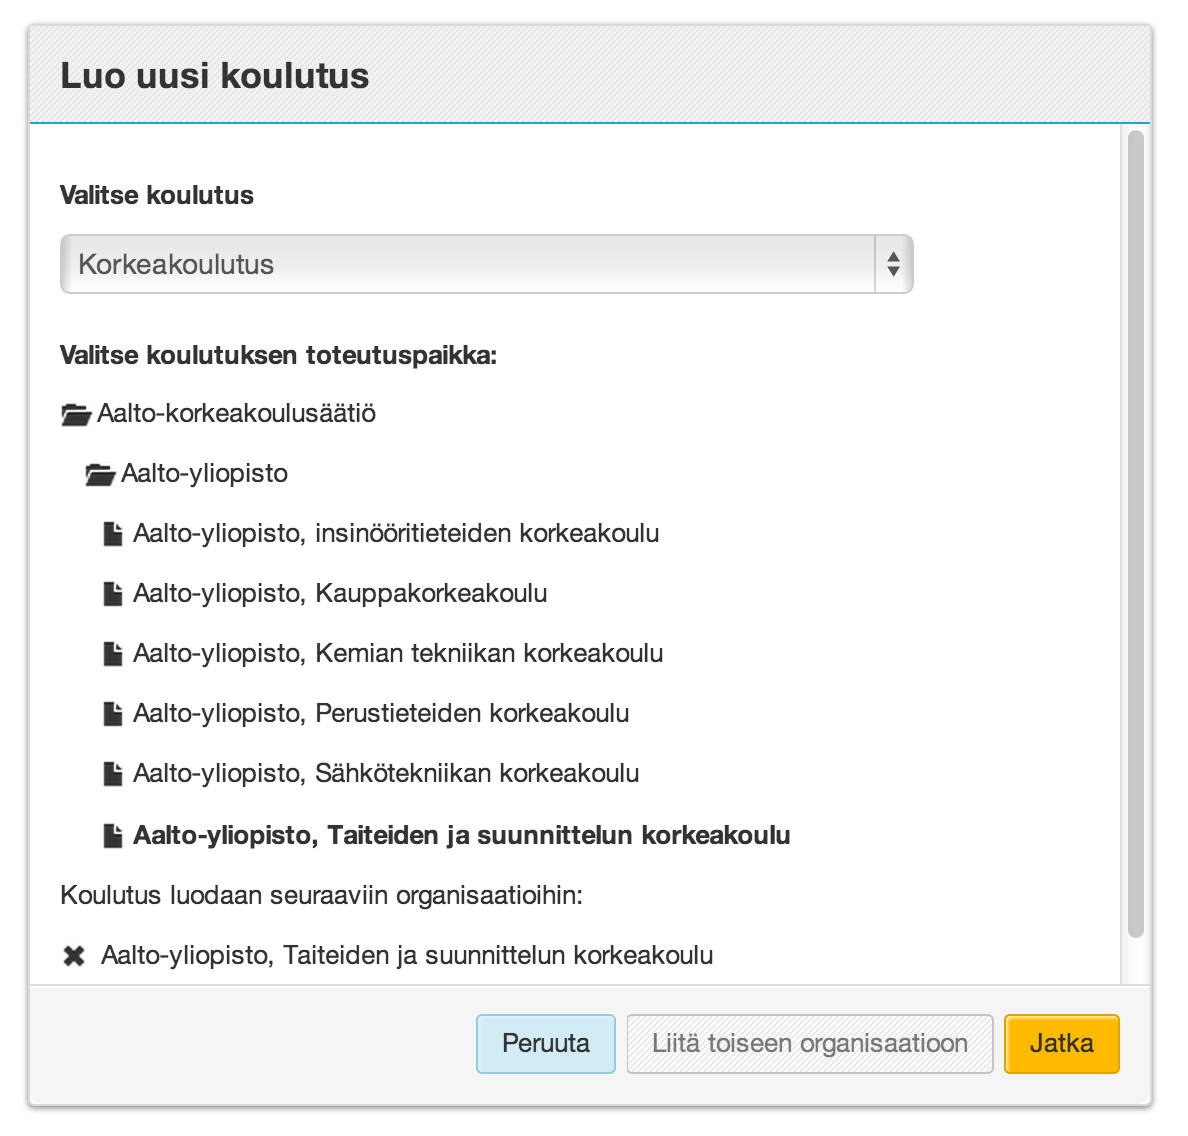 Luo uusi koulutus
Valitse koulutus
Korkeakoulutus
Valitse koulutuksen toteutuspaikka:
Aalto-korkeakoulusäätiö
Aalto-yliopisto
Aalto-yliopisto, insinööritieteiden korkeakoulu
Aalto-yliopisto, Kauppakorkeakoulu
Aalto-yliopisto, Kemian tekniikan korkeakoulu
Aalto-yliopisto, Perustieteiden korkeakoulu
Aalto-yliopisto, Sähkötekniikan korkeakoulu
Aalto-yliopisto, Taiteiden ja suunnittelun korkeakoulu
Koulutus luodaan seuraaviin organisaatioihin:
Aalto-yliopisto, Taiteiden ja suunnittelun korkeakoulu
Peruuta Liitä toiseen organisaatioon Jatka